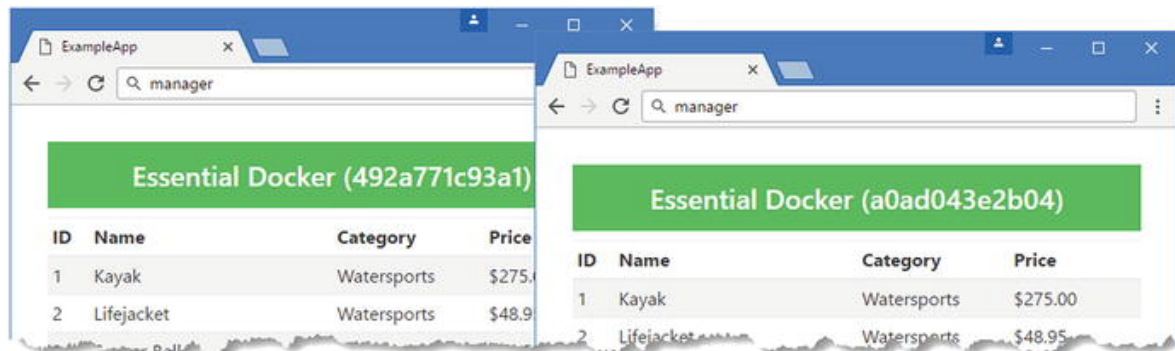 ExampleApp
manager
Essential Docker (492a771c93a1)
ID Name Category Price
1 Kayak Watersports
2 Lifejacket Watersports
ExampleApp
manager
Essential Docker (a0ad043e2b04)
ID Name Category Price
1 Kayak Watersports $275.00
2 Lifejacket Watersports $48.95